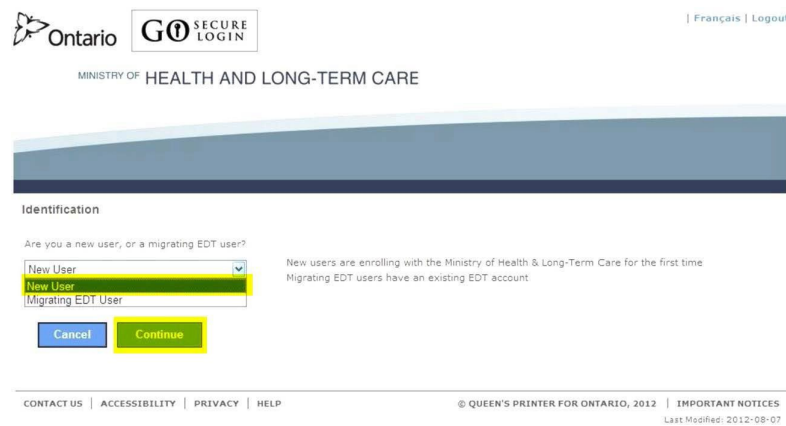 | Français | Logout
Ontario
GO SECURE LOGIN
MINISTRY OF HEALTH AND LONG-TERM CARE
Identification
Are you a new user, or a migrating EDT user?
New User
New User
Migrating EDT User
New users are enrolling with the Ministry of Health & Long-Term Care for the first time
Migrating EDT users have an existing EDT account
Cancel
Continue
CONTACT US | ACCESSIBILITY | PRIVACY | HELP
© QUEEN'S PRINTER FOR ONTARIO, 2012 | IMPORTANT NOTICES
Last Modified: 2012-08-07